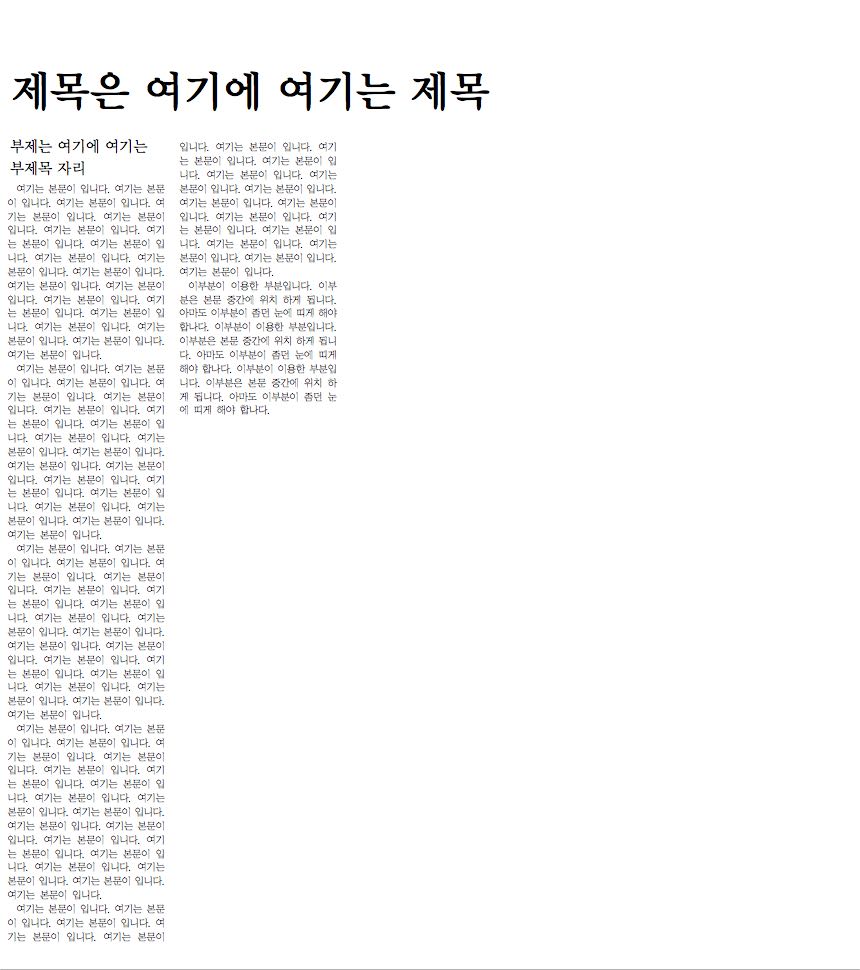 제목은 여기에 여기는 제목
부제는 여기에 여기는
부제목 자리
여기는 본문이 입니다. 여기는 본문
이 입니다. 여기는 본문이 입니다. 여
기는 본문이 입니다. 여기는 본문이
입니다. 여기는 본문이 입니다. 여기
는 본문이 입니다. 여기는 본문이 입
니다. 여기는 본문이 입니다. 여기는
본문이 입니다. 여기는 본문이 입니다.
여기는 본문이 입니다. 여기는 본문이
입니다. 여기는 본문이 입니다. 여기
는 본문이 입니다. 여기는 본문이 입
니다. 여기는 본문이 입니다. 여기는
본문이 입니다. 여기는 본문이 입니다.
여기는 본문이 입니다.
여기는 본문이 입니다. 여기는 본문
이 입니다. 여기는 본문이 입니다. 여
기는 본문이 입니다. 여기는 본문이
입니다. 여기는 본문이 입니다. 여기
는 본문이 입니다. 여기는 본문이 입
니다. 여기는 본문이 입니다. 여기는
본문이 입니다. 여기는 본문이 입니다.
여기는 본문이 입니다. 여기는 본문이
입니다. 여기는 본문이 입니다. 여기
는 본문이 입니다. 여기는 본문이 입
니다. 여기는 본문이 입니다. 여기는
본문이 입니다. 여기는 본문이 입니다.
여기는 본문이 입니다.
여기는 본문이 입니다. 여기는 본문
이 입니다. 여기는 본문이 입니다. 여
기는 본문이 입니다. 여기는 본문이
입니다. 여기는 본문이 입니다. 여기
는 본문이 입니다. 여기는 본문이 입
니다. 여기는 본문이 입니다. 여기는
본문이 입니다. 여기는 본문이 입니다.
여기는 본문이 입니다. 여기는 본문이
입니다. 여기는 본문이 입니다. 여기
는 본문이 입니다. 여기는 본문이 입
니다. 여기는 본문이 입니다. 여기는
본문이 입니다. 여기는 본문이 입니다.
여기는 본문이 입니다.
여기는 본문이 입니다. 여기는 본문
이 입니다. 여기는 본문이 입니다. 여
기는 본문이 입니다. 여기는 본문이
입니다. 여기는 본문이 입니다. 여기
는 본문이 입니다. 여기는 본문이 입
니다. 여기는 본문이 입니다. 여기는
본문이 입니다. 여기는 본문이 입니다.
여기는 본문이 입니다. 여기는 본문이
입니다. 여기는 본문이 입니다. 여기
는 본문이 입니다. 여기는 본문이 입
니다. 여기는 본문이 입니다. 여기는
본문이 입니다. 여기는 본문이 입니다.
여기는 본문이 입니다.
여기는 본문이 입니다. 여기는 본문
이 입니다. 여기는 본문이 입니다. 여
기는 본문이 입니다. 여기는 본문이
입니다. 여기는 본문이 입니다. 여기
는 본문이 입니다. 여기는 본문이 입
니다. 여기는 본문이 입니다. 여기는
본문이 입니다. 여기는 본문이 입니다.
여기는 본문이 입니다. 여기는 본문이
입니다. 여기는 본문이 입니다. 여기
는 본문이 입니다. 여기는 본문이 입
니다. 여기는 본문이 입니다. 여기는
본문이 입니다. 여기는 본문이 입니다.
여기는 본문이 입니다.
이부분이 이용한 부분입니다. 이부
분은 본문 중간에 위치 하게 됩니다.
아마도 이부분이 좀던 눈에 띠게 해야
합나다. 이부분이 이용한 부분입니다.
이부분은 본문 중간에 위치 하게 됩니
다. 아마도 이부분이 좀던 눈에 띠게
해야 합나다. 이부분이 이용한 부분입
니다. 이부분은 본문 중간에 위치 하
게 됩니다. 아마도 이부분이 좀던 눈
에 띠게 해야 합나다.